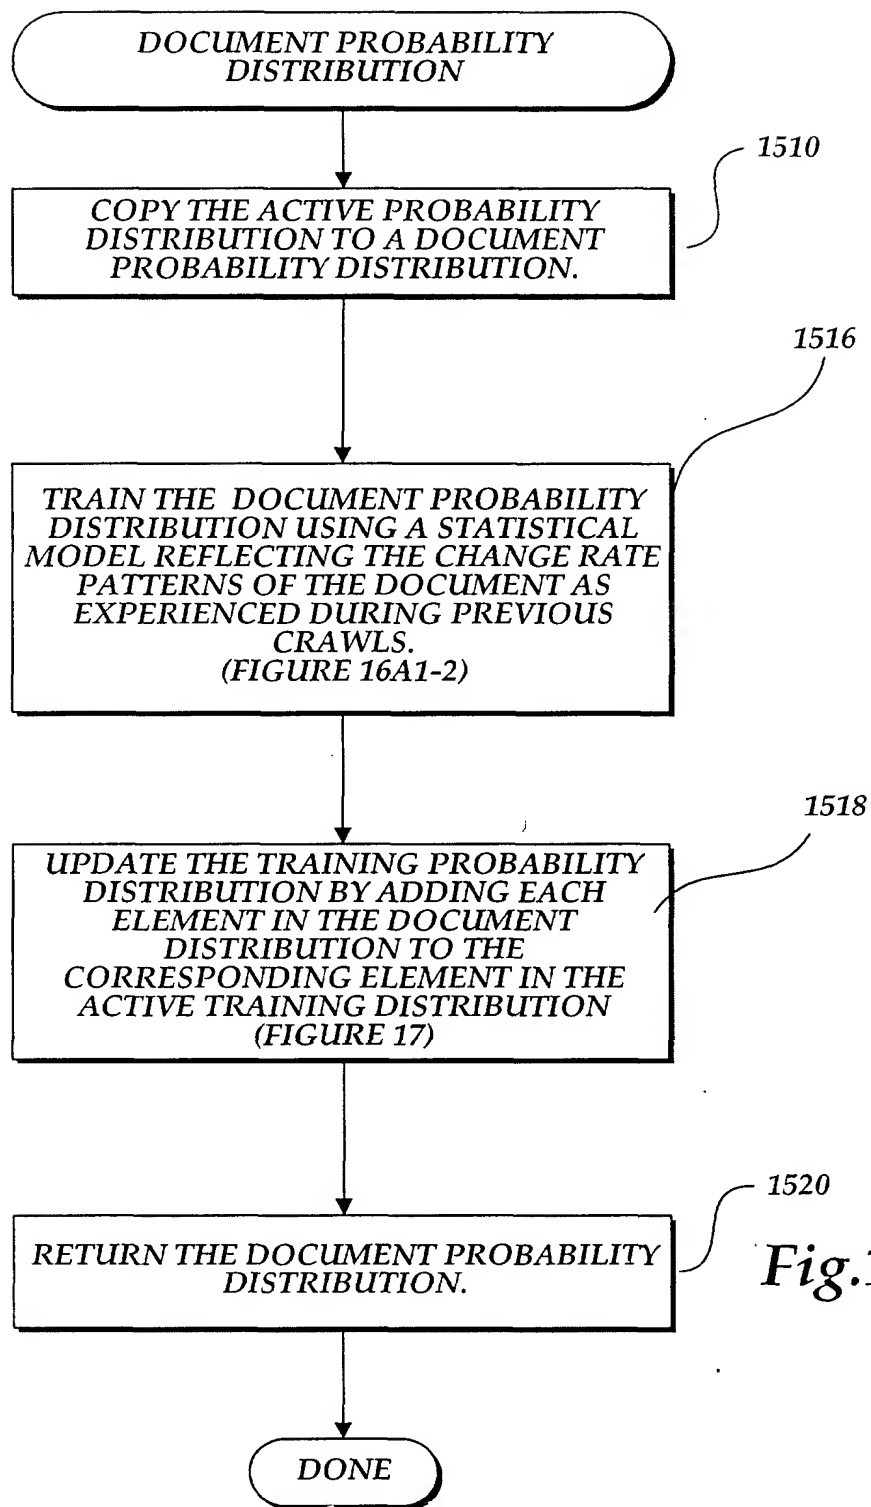 DOCUMENT PROBABILITY
DISTRIBUTION
1510
COPY THE ACTIVE PROBABILITY
DISTRIBUTION TO A DOCUMENT
PROBABILITY DISTRIBUTION.
1516
TRAIN THE DOCUMENT PROBABILITY
DISTRIBUTION USING A STATISTICAL
MODEL REFLECTING THE CHANGE RATE
PATTERNS OF THE DOCUMENT AS
EXPERIENCED DURING PREVIOUS
CRAWLS.
(FIGURE 16A1-2)
1518
UPDATE THE TRAINING PROBABILITY
DISTRIBUTION BY ADDING EACH
ELEMENT IN THE DOCUMENT
DISTRIBUTION TO THE
CORRESPONDING ELEMENT IN THE
ACTIVE TRAINING DISTRIBUTION
(FIGURE 17)
1520
RETURN THE DOCUMENT PROBABILITY
DISTRIBUTION.
Fig.
DONE